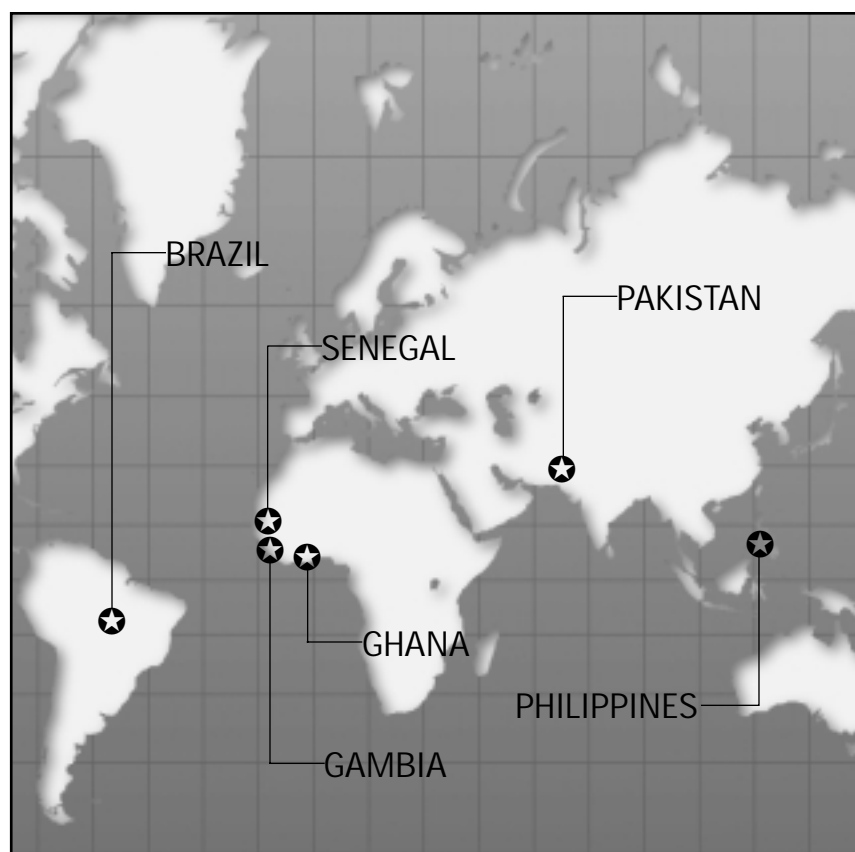 BRAZIL
PAKISTAN
SENEGAL
GHANA
PHILIPPINES
GAMBIA